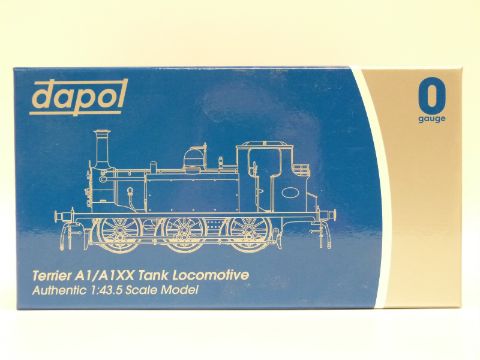 dapol
0
gauge
Terrier A1/A1XX Tank Locomotive
Authentic 1:43.5 Scale Model